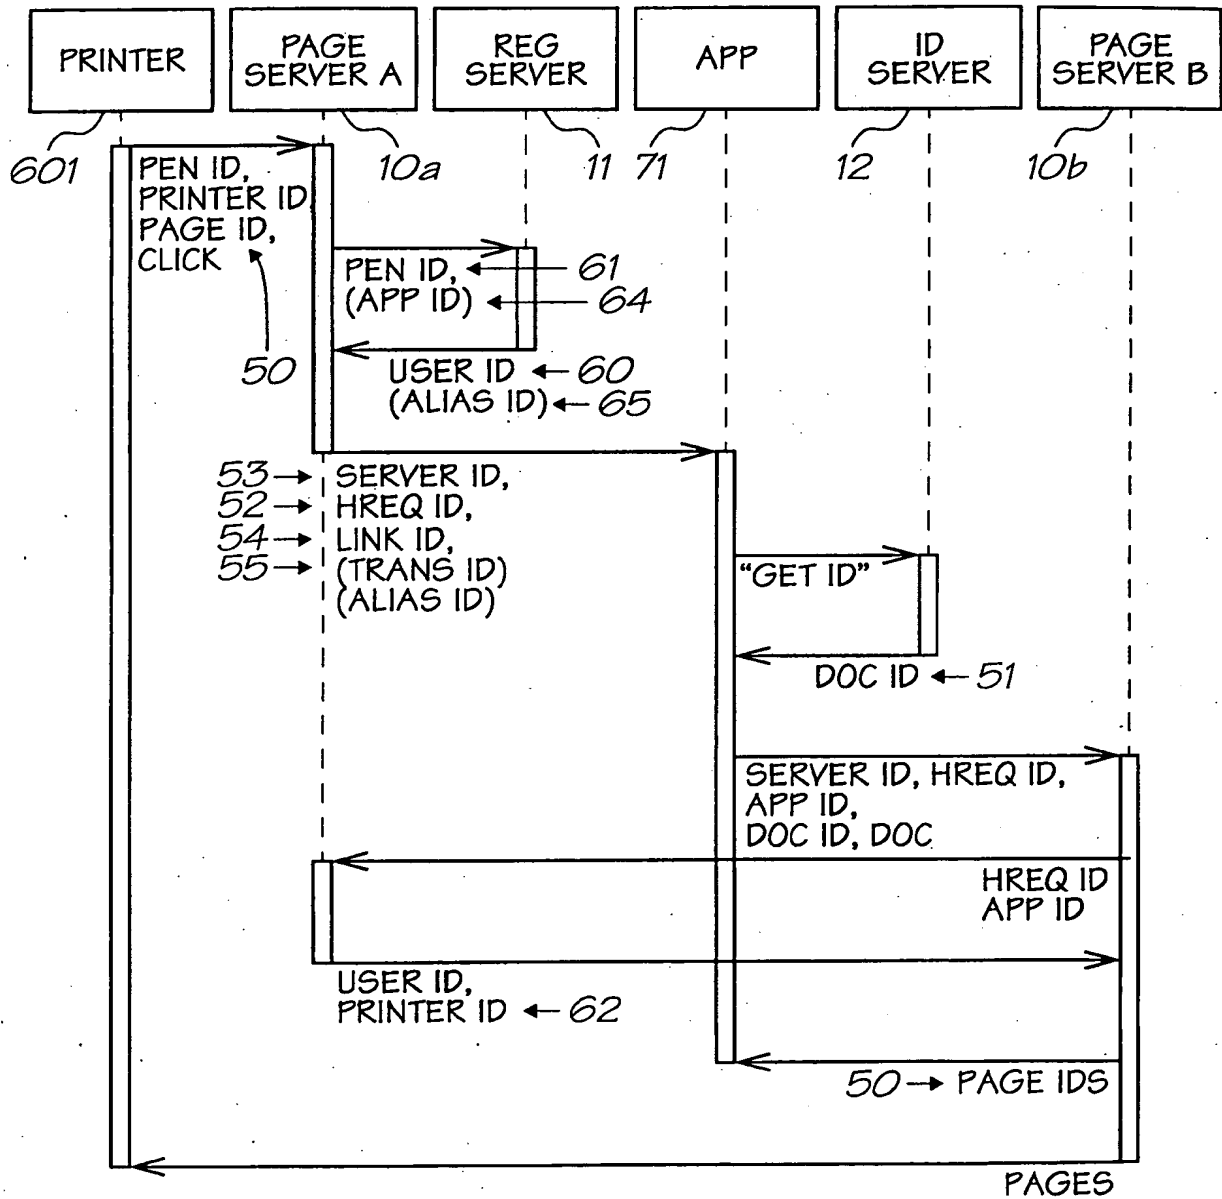 PRINTER
PAGE
SERVER A
REG
SERVER
APP
ID
SERVER
PAGE
SERVER B
601
10a
11
71
12
10b
PEN ID,
PRINTER ID
PAGE ID,
CLICK
50
PEN ID,
61
(APP ID)
64
USER ID
60
(ALIAS ID)
65
53
SERVER ID,
52
HREQ ID,
54
LINK ID,
55
(TRANS ID)
(ALIAS ID)
“GET ID”
DOC ID
51
SERVER ID, HREQ ID,
APP ID,
DOC ID, DOC
HREQ ID
APP ID
USER ID,
PRINTER ID
62
50
PAGE IDS
PAGES